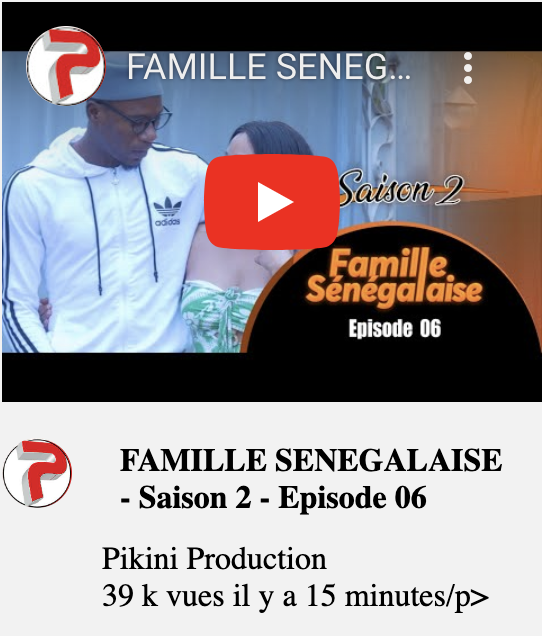 FAMILLE SENEG...
adidas
Saison 2
Famille
Sénégalaise
Episode 06
FAMILLE SENEGALAISE
- Saison 2 - Episode 06
Pikini Production
39 k vues il y a 15 minutes/p>